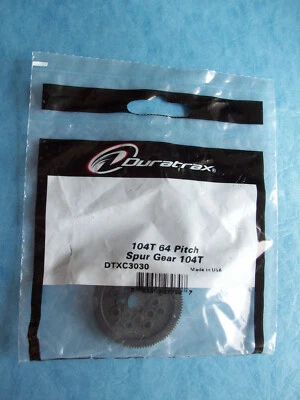 Duratrax®
104T 64 Pitch
Spur Gear 104T
DTXC3030
Made in USA